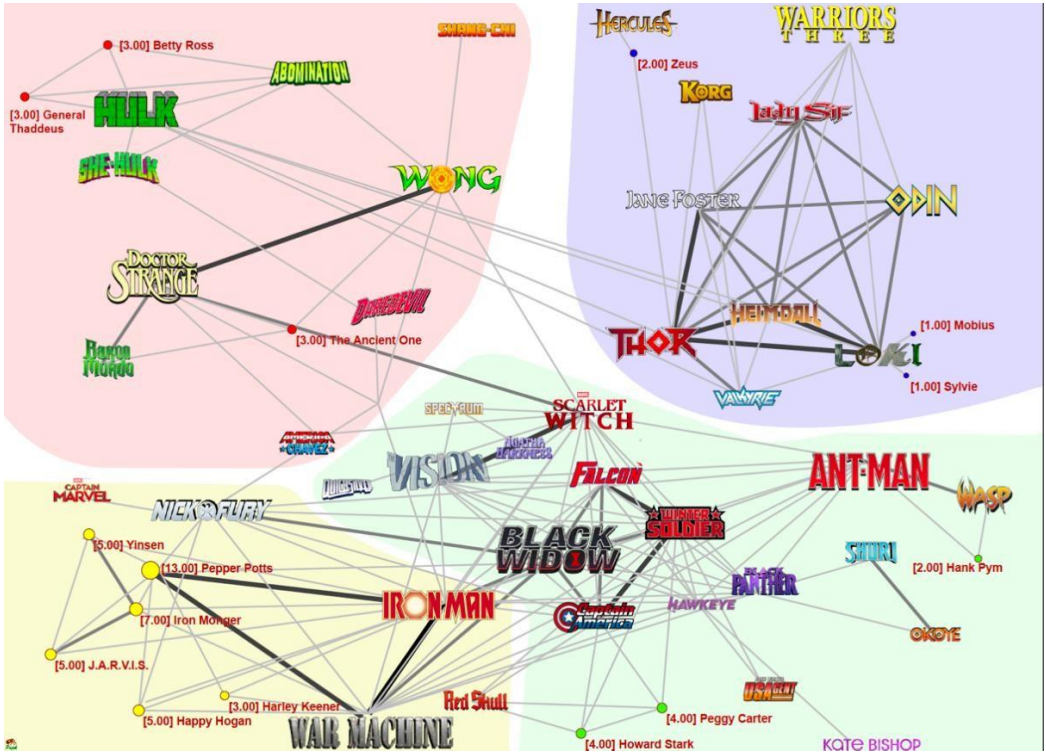 SHANG-CHI
HERCULES
WARRIORS
THREE
[3.00] Betty Ross
ABOMINATION
[2.00] Zeus
KORG
[3.00] General
Thaddeus
HULK
Lady Sif
SHE-HULK
WONG
JANE FOSTER
ODIN
DOCTOR
STRANGE
DAREDEVIL
HEIMDALL
[1.00] Mobius
[3.00] The Ancient One
THOR
LOKI
Baron
Mordo
[1.00] Sylvie
VALKYRIE
SPECTRUM
MARVEL
SCARLET
WITCH
AMERICA
CHAVEZ
AGATHA
DARKNESS
VISION
FALCON
ANT-MAN
CAPTAIN
MARVEL
QUICKSILVER
WASP
NICK FURY
WINTER
SOLDIER
BLACK
WIDOW
[5.00] Yinsen
SHURI
[2.00] Hank Pym
[13.00] Pepper Potts
BLACK
PANTHER
IRON MAN
HAWKEYE
[7.00] Iron Monger
Captain
America
OKOYE
[5.00] J.A.R.V.I.S.
[3.00] Harley Keener
Red Skull
USAGENT
[5.00] Happy Hogan
[4.00] Peggy Carter
WAR MACHINE
[4.00] Howard Stark
KATE BISHOP